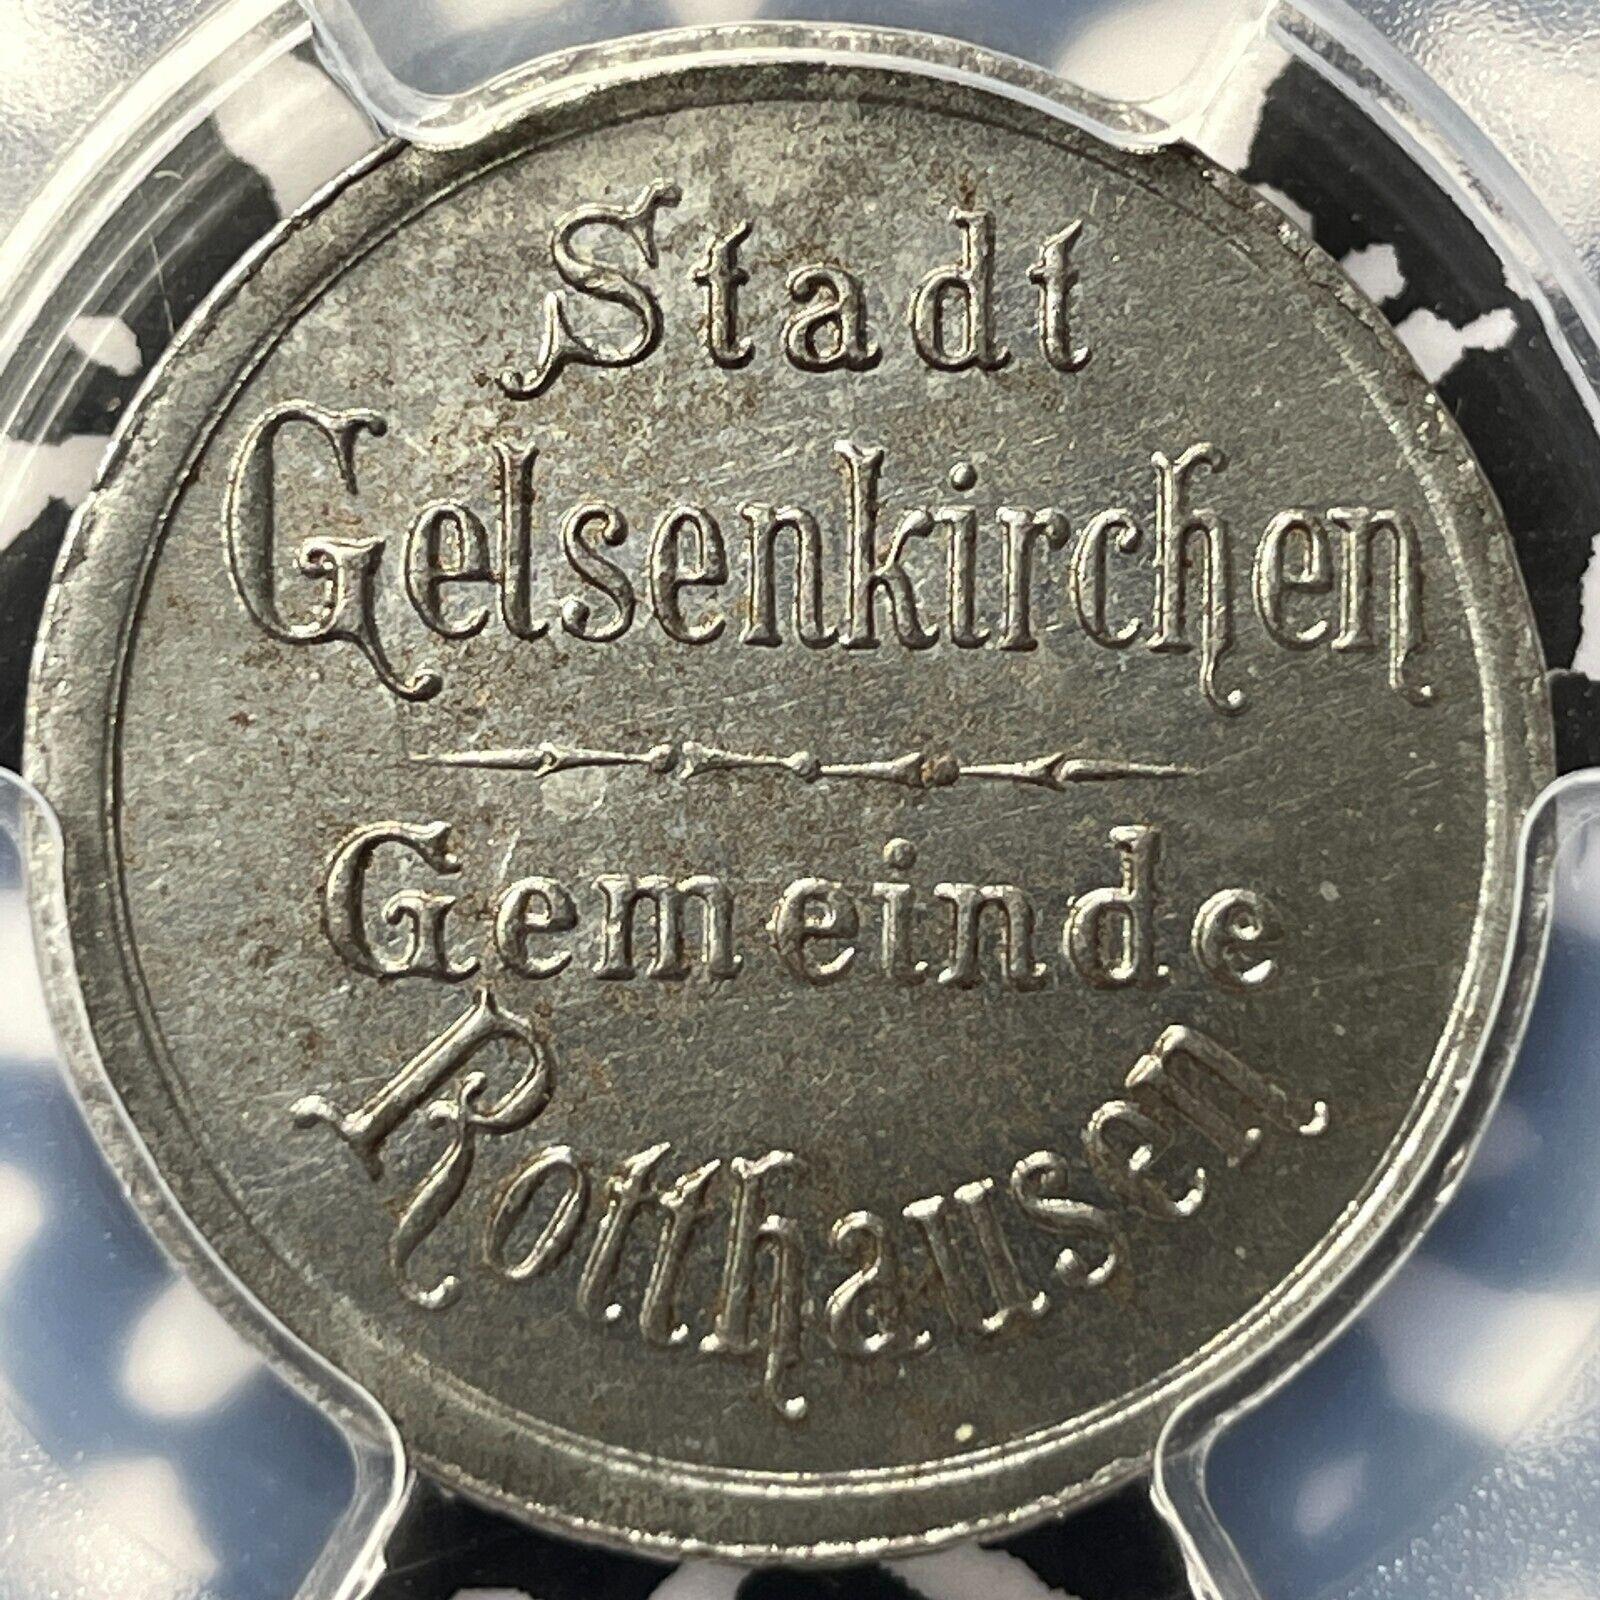 Stadt
Gelsenkirchen
Gemeinde
Rotthausen